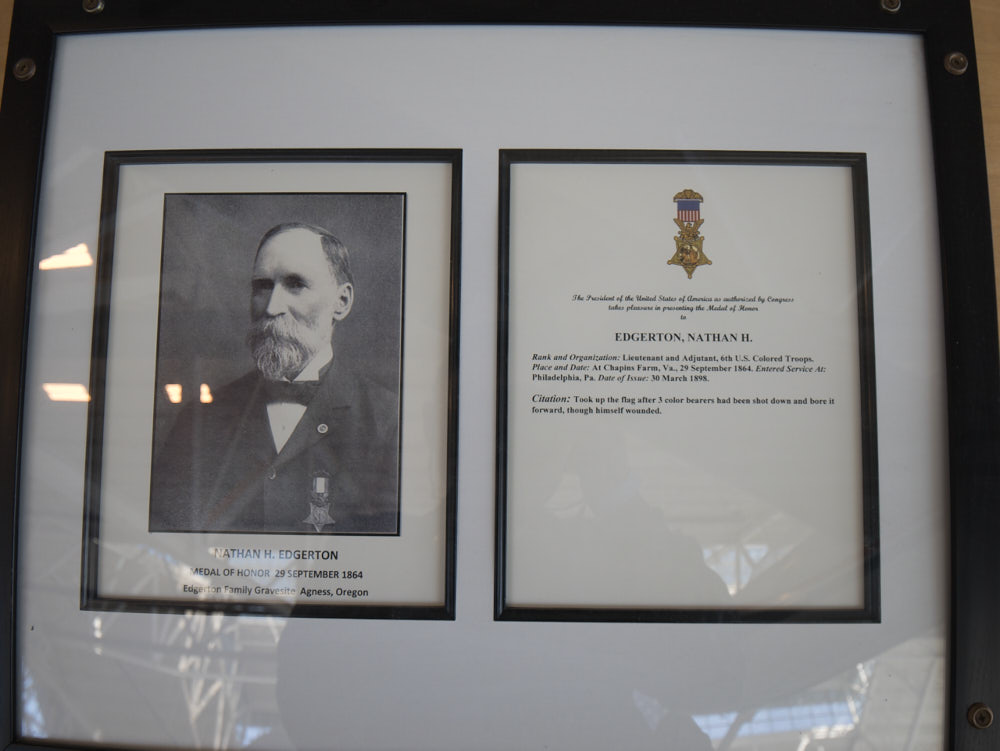 NATHAN H. EDGERTON
MEDAL OF HONOR 29 SEPTEMBER 1864
Edgerton Family Gravesite Agness, Oregon
The President of the United States of America as authorized by Congress
takes pleasure in presenting the Medal of Honor
to
EDGERTON, NATHAN H.
Rank and Organization: Lieutenant and Adjutant, 6th U.S. Colored Troops.
Place and Date: At Chapins Farm, Va., 29 September 1864. Entered Service At:
Philadelphia, Pa. Date of Issue: 30 March 1898.
Citation: Took up the flag after 3 color bearers had been shot down and bore it
forward, though himself wounded.